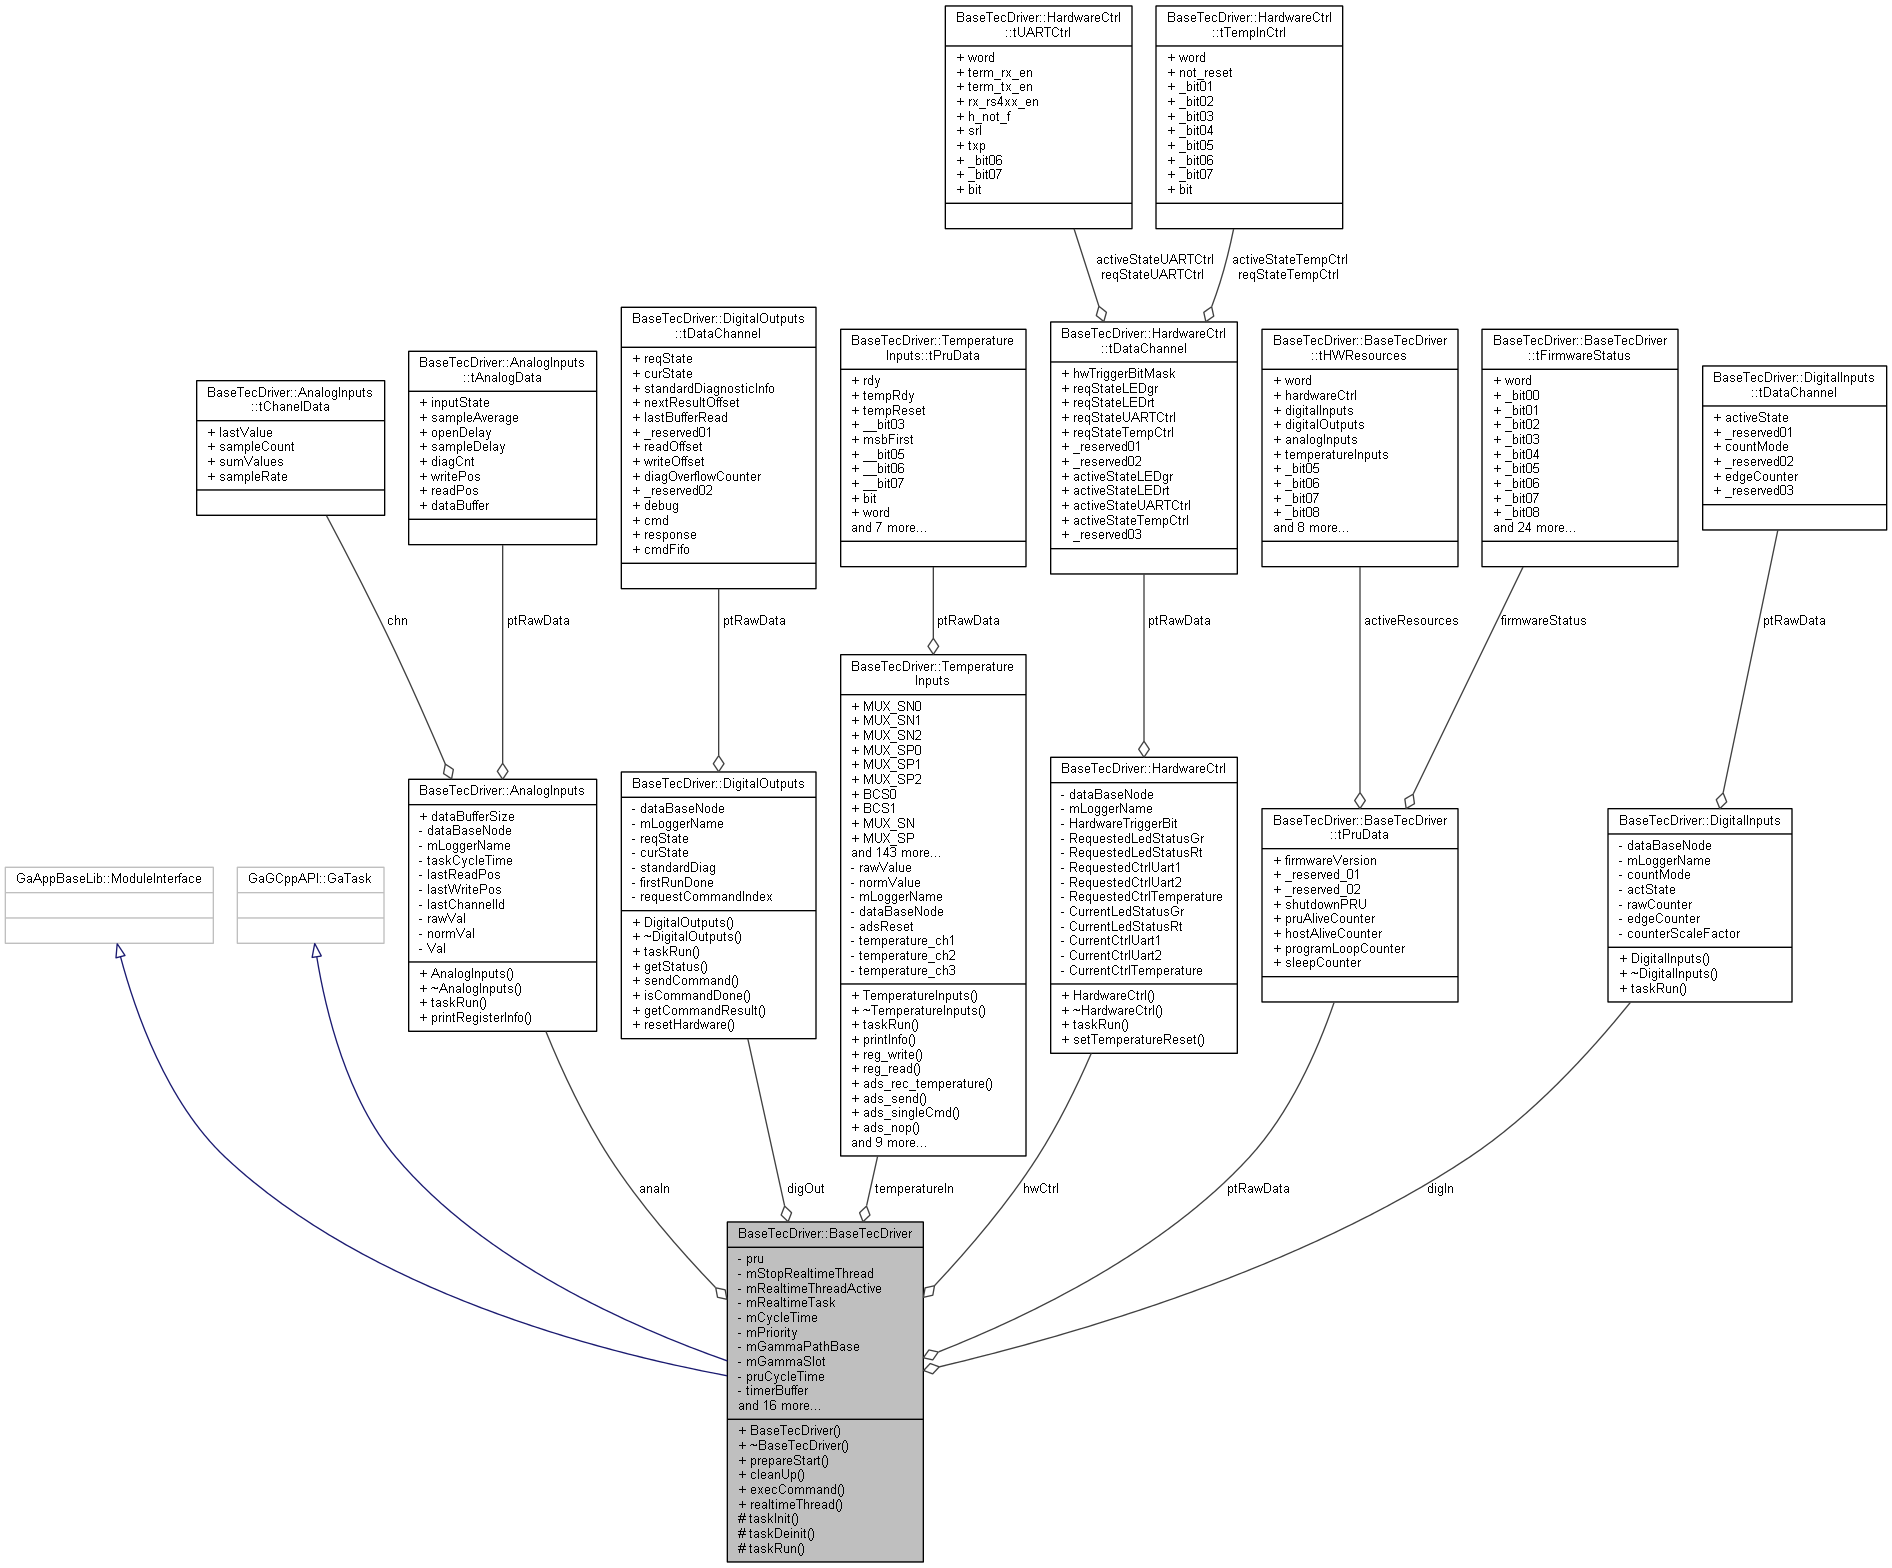 BaseTecDriver::HardwareCtrl
::tUARTCtrl
+ word
+ term_rx_en
+ term_tx_en
+ rx_rs4xx_en
+ h_not_f
+ srl
+ txp
+ _bit06
+ _bit07
+ bit
BaseTecDriver::HardwareCtrl
::tTempInCtrl
+ word
+ not_reset
+ _bit01
+ _bit02
+ _bit03
+ _bit04
+ _bit05
+ _bit06
+ _bit07
+ bit
activeStateUARTCtrl
reqStateUARTCtrl
activeStateTempCtrl
reqStateTempCtrl
BaseTecDriver::AnalogInputs
::tChanelData
+ lastValue
+ sampleCount
+ sumValues
+ sampleRate
BaseTecDriver::AnalogInputs
::tAnalogData
+ inputState
+ sampleAverage
+ openDelay
+ sampleDelay
+ diagCnt
+ writePos
+ readPos
+ dataBuffer
BaseTecDriver::DigitalOutputs
::tDataChannel
+ reqState
+ curState
+ standardDiagnosticInfo
+ nextResultOffset
+ lastBufferRead
+ _reserved01
+ readOffset
+ writeOffset
+ diagOverflowCounter
+ _reserved02
+ debug
+ cmd
+ response
+ cmdFifo
BaseTecDriver::Temperature
Inputs::tPruData
+ rdy
+ tempRdy
+ tempReset
+ __bit03
+ msbFirst
+ __bit05
+ __bit06
+ __bit07
+ bit
+ word
and 7 more...
BaseTecDriver::HardwareCtrl
::tDataChannel
+ hwTriggerBitMask
+ reqStateLEDgr
+ reqStateLEDrt
+ reqStateUARTCtrl
+ reqStateTempCtrl
+ _reserved01
+ _reserved02
+ activeStateLEDgr
+ activeStateLEDrt
+ activeStateUARTCtrl
+ activeStateTempCtrl
+ _reserved03
BaseTecDriver::BaseTecDriver
::tHWResources
+ word
+ hardwareCtrl
+ digitalInputs
+ digitalOutputs
+ analogInputs
+ temperatureInputs
+ _bit05
+ _bit06
+ _bit07
+ _bit08
and 8 more...
BaseTecDriver::BaseTecDriver
::tFirmwareStatus
+ word
+ _bit00
+ _bit01
+ _bit02
+ _bit03
+ _bit04
+ _bit05
+ _bit06
+ _bit07
+ _bit08
and 24 more...
BaseTecDriver::DigitalInputs
::tDataChannel
+ activeState
+ _reserved01
+ countMode
+ _reserved02
+ edgeCounter
+ _reserved03
chn
ptRawData
ptRawData
ptRawData
ptRawData
activeResources
firmwareStatus
ptRawData
GaAppBaseLib::ModuleInterface
GaGCppAPI::GaTask
BaseTecDriver::AnalogInputs
+ dataBufferSize
- dataBaseNode
- mLoggerName
- taskCycleTime
- lastReadPos
- lastWritePos
- lastChannelId
- rawVal
- normVal
- Val
+ AnalogInputs()
+ ~AnalogInputs()
+ taskRun()
+ printRegisterInfo()
BaseTecDriver::DigitalOutputs
- dataBaseNode
- mLoggerName
- reqState
- curState
- standardDiag
- firstRunDone
- requestCommandIndex
+ DigitalOutputs()
+ ~DigitalOutputs()
+ taskRun()
+ getStatus()
+ sendCommand()
+ isCommandDone()
+ getCommandResult()
+ resetHardware()
BaseTecDriver::Temperature
Inputs
+ MUX_SN0
+ MUX_SN1
+ MUX_SN2
+ MUX_SP0
+ MUX_SP1
+ MUX_SP2
+ BCS0
+ BCS1
+ MUX_SN
+ MUX_SP
and 143 more...
- rawValue
- normValue
- mLoggerName
- dataBaseNode
- adsReset
- temperature_ch1
- temperature_ch2
- temperature_ch3
+ TemperatureInputs()
+ ~TemperatureInputs()
+ taskRun()
+ printInfo()
+ reg_write()
+ reg_read()
+ ads_rec_temperature()
+ ads_send()
+ ads_singleCmd()
+ ads_nop()
and 9 more...
BaseTecDriver::HardwareCtrl
- dataBaseNode
- mLoggerName
- HardwareTriggerBit
- RequestedLedStatusGr
- RequestedLedStatusRt
- RequestedCtrlUart1
- RequestedCtrlUart2
- RequestedCtrlTemperature
- CurrentLedStatusGr
- CurrentLedStatusRt
- CurrentCtrlUart1
- CurrentCtrlUart2
- CurrentCtrlTemperature
+ HardwareCtrl()
+ ~HardwareCtrl()
+ taskRun()
+ setTemperatureReset()
BaseTecDriver::BaseTecDriver
::tPruData
+ firmwareVersion
+ _reserved_01
+ _reserved_02
+ shutdownPRU
+ pruAliveCounter
+ hostAliveCounter
+ programLoopCounter
+ sleepCounter
BaseTecDriver::DigitalInputs
- dataBaseNode
- mLoggerName
- countMode
- actState
- rawCounter
- edgeCounter
- counterScaleFactor
+ DigitalInputs()
+ ~DigitalInputs()
+ taskRun()
anaIn
digOut
temperatureIn
hwCtrl
ptRawData
digIn
BaseTecDriver::BaseTecDriver
- pru
- mStopRealtimeThread
- mRealtimeThreadActive
- mRealtimeTask
- mCycleTime
- mPriority
- mGammaPathBase
- mGammaSlot
- pruCycleTime
- timerBuffer
and 16 more...
+ BaseTecDriver()
+ ~BaseTecDriver()
+ prepareStart()
+ cleanUp()
+ execCommand()
+ realtimeThread()
# taskInit()
# taskDeinit()
# taskRun()